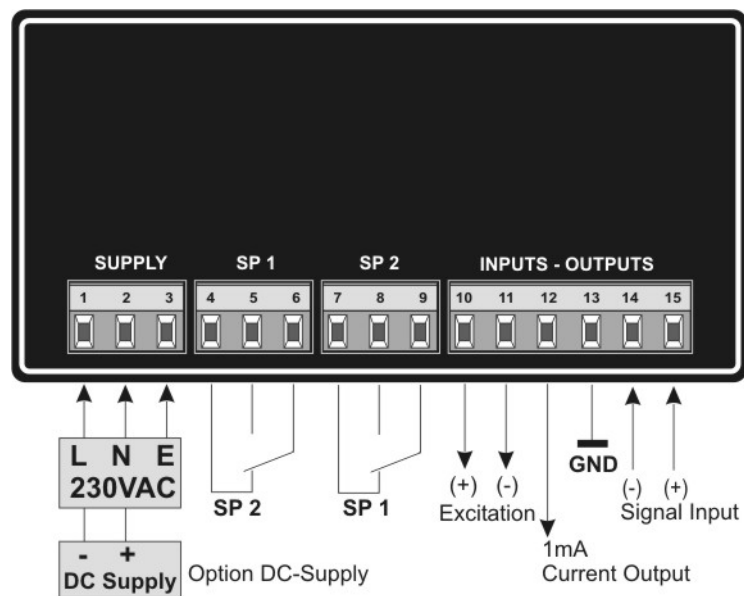 SUPPLY SP 1 SP 2 INPUTS - OUTPUTS
1 2 3 4 5 6 7 8 9 10 11 12 13 14 15
L N E
230VAC
SP 2 SP 1
(+) (-)
Excitation
GND
(-) (+)
Signal Input
1mA
Current Output
- +
DC Supply
Option DC-Supply